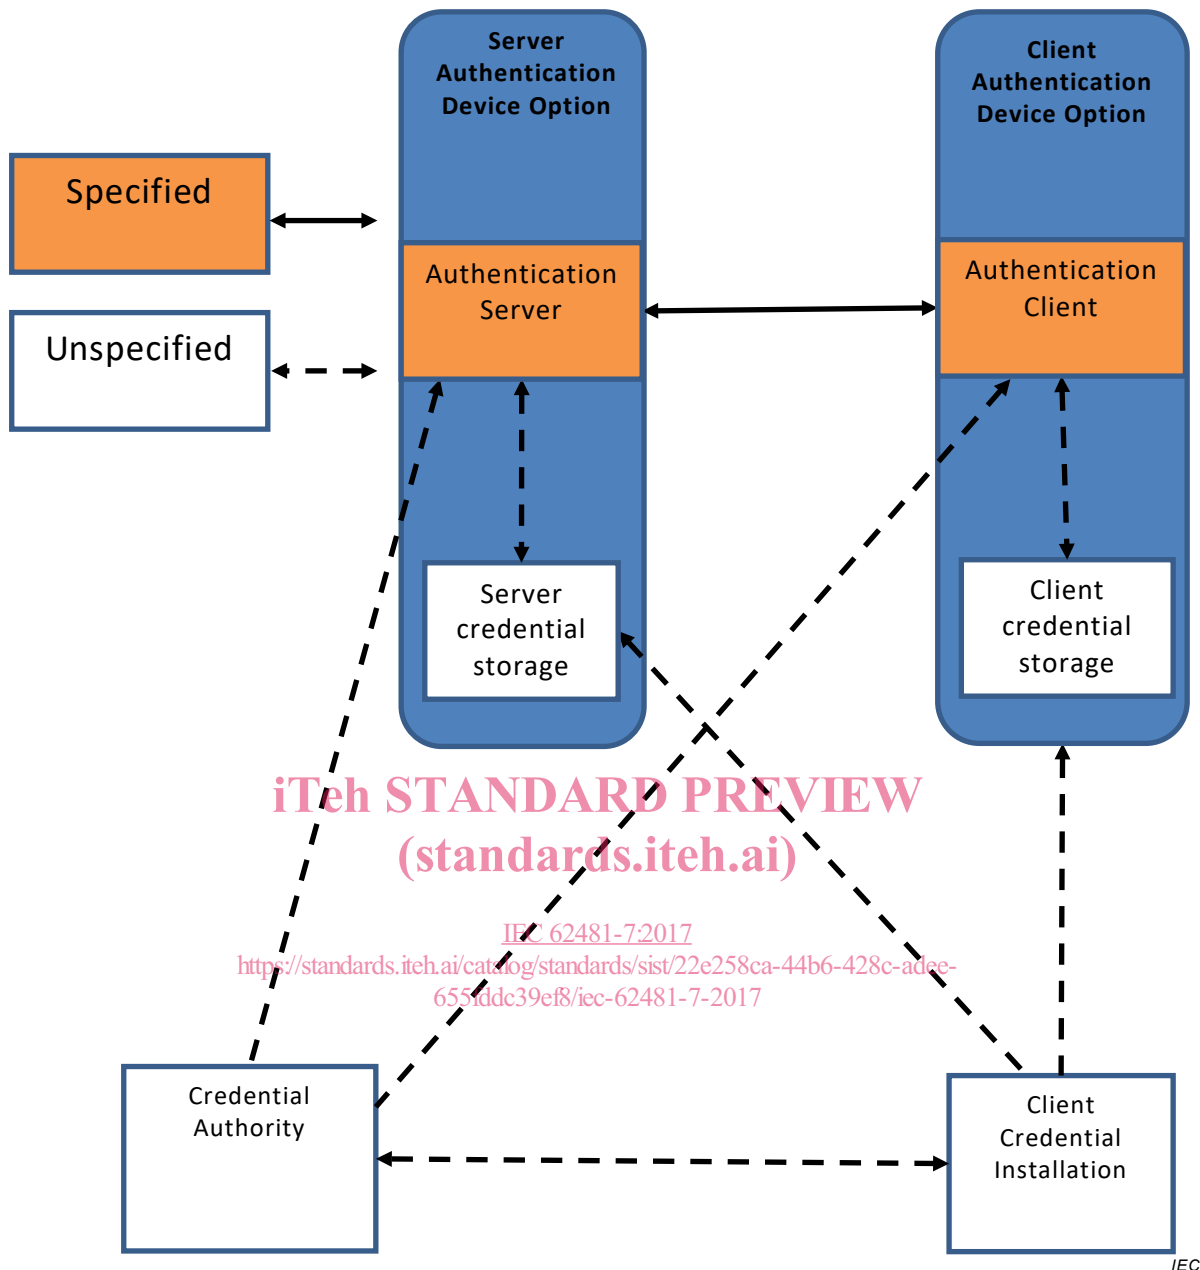 Server
Authentication
Device Option
Client
Authentication
Device Option
Specified
Unspecified
Authentication
Server
Authentication
Client
Server
credential
storage
Client
credential
storage
iTeh STANDARD PREVIEW
(standards.iteh.ai)
IEC 62481-7:2017
https://standards.iteh.ai/catalog/standards/sist/22e258ca-44b6-428c-adee-
655fddc39ef8/iec-62481-7-2017
Credential
Authority
Client
Credential
Installation
IEC